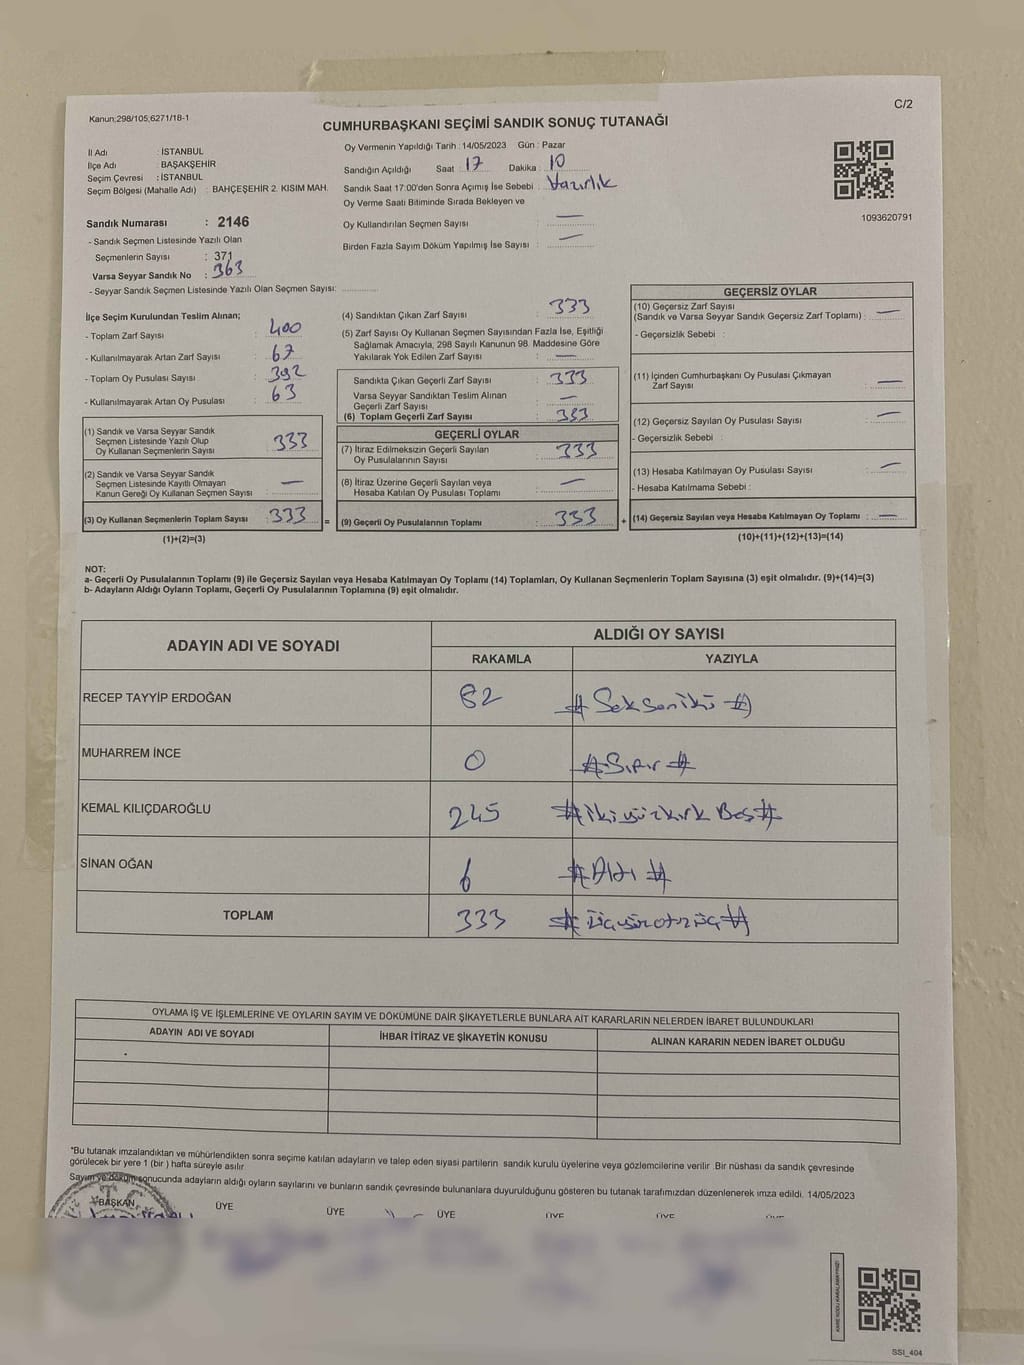 C/2
Kanun;298/105,6271/18-1
CUMHURBAŞKANI SEÇİMİ SANDIK SONUÇ TUTANAĞI
İl Adı : İSTANBUL
İlçe Adı : BAŞAKŞEHİR
Seçim Çevresi : İSTANBUL
Seçim Bölgesi (Mahalle Adı) : BAHÇEŞEHİR 2. KISIM MAH.
Sandık Numarası : 2146
- Sandık Seçmen Listesinde Yazılı Olan
Seçmenlerin Sayısı : 371
Varsa Seyyar Sandık No : 363
- Seyyar Sandık Seçmen Listesinde Yazılı Olan Seçmen Sayısı:
Oy Vermenin Yapıldığı Tarih : 14/05/2023 Gün : Pazar
Sandığın Açıldığı Saat : 17 Dakika : 10
Sandık Saat 17:00'den Sonra Açımış İse Sebebi : Hazırlık
Oy Verme Saati Bitiminde Sırada Bekleyen ve
Oy Kullandırılan Seçmen Sayısı : —
Birden Fazla Sayım Döküm Yapılmış İse Sayısı : —
1093620791
İlçe Seçim Kurulundan Teslim Alınan;
- Toplam Zarf Sayısı : 400
- Kullanılmayarak Artan Zarf Sayısı : 67
- Toplam Oy Pusulası Sayısı : 392
- Kullanılmayarak Artan Oy Pusulası : 63
(1) Sandık ve Varsa Seyyar Sandık
Seçmen Listesinde Yazılı Olup
Oy Kullanan Seçmenlerin Sayısı : 333
(2) Sandık ve Varsa Seyyar Sandık
Seçmen Listesinde Kayıtlı Olmayan
Kanun Gereği Oy Kullanan Seçmen Sayısı : —
(3) Oy Kullanan Seçmenlerin Toplam Sayısı : 333
(1)+(2)=(3)
(4) Sandıktan Çıkan Zarf Sayısı : 333
(5) Zarf Sayısı Oy Kullanan Seçmen Sayısından Fazla İse, Eşitliği
Sağlamak Amacıyla, 298 Sayılı Kanunun 98. Maddesine Göre
Yakılarak Yok Edilen Zarf Sayısı : —
Sandıkta Çıkan Geçerli Zarf Sayısı : 333
Varsa Seyyar Sandıktan Teslim Alınan
Geçerli Zarf Sayısı : —
(6) Toplam Geçerli Zarf Sayısı : 333
GEÇERLİ OYLAR
(7) İtiraz Edilmeksizin Geçerli Sayılan
Oy Pusulalarının Sayısı : 333
(8) İtiraz Üzerine Geçerli Sayılan veya
Hesaba Katılan Oy Pusulası Toplamı : —
= (9) Geçerli Oy Pusulalarının Toplamı : 333 +
GEÇERSİZ OYLAR
(10) Geçersiz Zarf Sayısı
(Sandık ve Varsa Seyyar Sandık Geçersiz Zarf Toplamı) : —
- Geçersizlik Sebebi :
(11) İçinden Cumhurbaşkanı Oy Pusulası Çıkmayan
Zarf Sayısı : —
(12) Geçersiz Sayılan Oy Pusulası Sayısı : —
- Geçersizlik Sebebi :
(13) Hesaba Katılmayan Oy Pusulası Sayısı : —
- Hesaba Katılmama Sebebi :
(14) Geçersiz Sayılan veya Hesaba Katılmayan Oy Toplamı : —
(10)+(11)+(12)+(13)=(14)
NOT:
a- Geçerli Oy Pusulalarının Toplamı (9) ile Geçersiz Sayılan veya Hesaba Katılmayan Oy Toplamı (14) Toplamları, Oy Kullanan Seçmenlerin Toplam Sayısına (3) eşit olmalıdır. (9)+(14)=(3)
b- Adayların Aldığı Oyların Toplamı, Geçerli Oy Pusulalarının Toplamına (9) eşit olmalıdır.
ADAYIN ADI VE SOYADI ALDIĞI OY SAYISI
RAKAMLA YAZIYLA
RECEP TAYYİP ERDOĞAN 82 # Seksen iki #
MUHARREM İNCE 0 # Sıfır #
KEMAL KILIÇDAROĞLU 245 # iki yüz kırk Beş #
SİNAN OĞAN 6 # Altı #
TOPLAM 333 # üçyüzotuzüç #
OYLAMA İŞ VE İŞLEMLERİNE VE OYLARIN SAYIM VE DÖKÜMÜNE DAİR ŞİKAYETLERLE BUNLARA AİT KARARLARIN NELERDEN İBARET BULUNDUKLARI
ADAYIN ADI VE SOYADI İHBAR İTİRAZ VE ŞİKAYETİN KONUSU ALINAN KARARIN NEDEN İBARET OLDUĞU
"Bu tutanak imzalandıktan ve mühürlendikten sonra seçime katılan adayların ve talep eden siyasi partilerin sandık kurulu üyelerine veya gözlemcilerine verilir. Bir nüshası da sandık çevresinde
görülecek bir yere 1 (bir ) hafta süreyle asılır.
Sayım ve döküm sonucunda adayların aldığı oyların sayılarını ve bunların sandık çevresinde bulunanlara duyurulduğunu gösteren bu tutanak tarafımızdan düzenlenerek imza edildi. 14/05/2023
BAŞKAN ÜYE ÜYE ÜYE ÜYE ÜYE ÜYE
T.C.
SSI_404